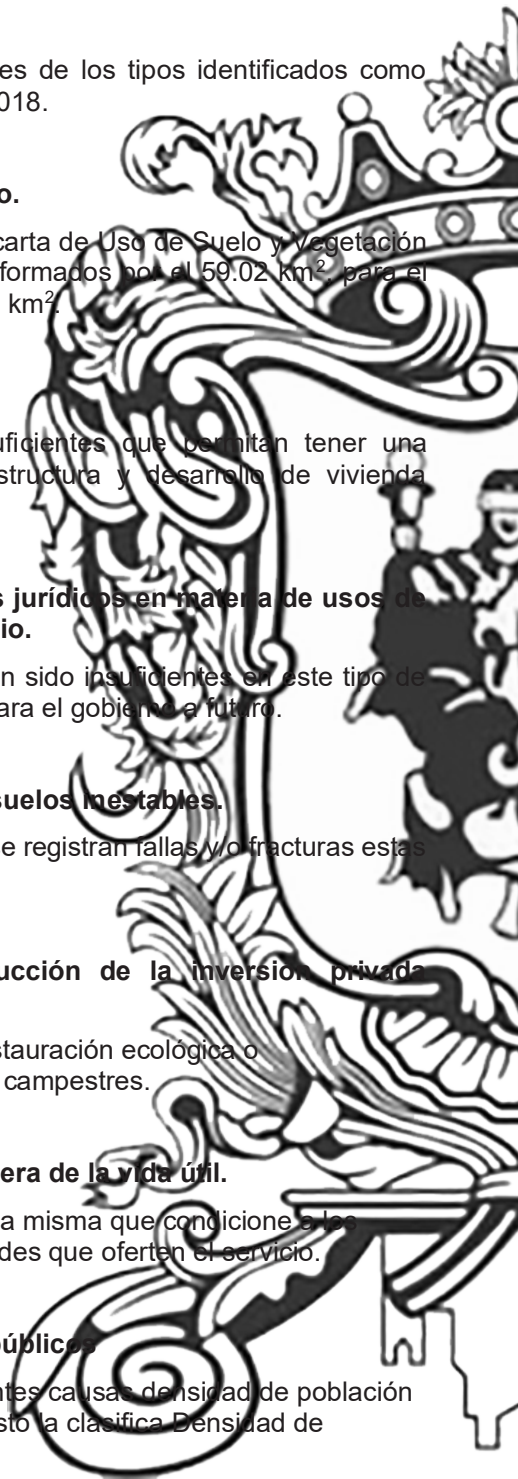 es de los tipos identificados como
018.
o.
carta de Uso de Suelo y Vegetación
formados por el 59.02 km², para el
km².
uficientes que permitan tener una
estructura y desarrollo de vivienda
s jurídicos en materia de usos de
io.
n sido insuficientes en este tipo de
ara el gobierno a futuro.
suelos inestables.
se registran fallas y/o fracturas estas
ucción de la inversión privada
stauración ecológica o
campestres.
era de la vida útil.
a misma que condicione a los
des que oferten el servicio.
públicos
ntes causas densidad de población
sto la clasifica Densidad de